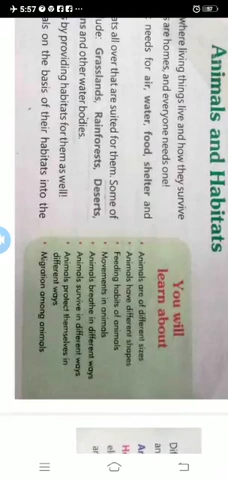 5:57
57
Animals and Habitats
where living things live and how they survive
are homes, and everyone needs one!
needs for air, water, food, shelter and
ats all over that are suited for them. Some of
ude: Grasslands, Rainforests, Deserts,
ns and other water bodies.
by providing habitats for them as well!
als on the basis of their habitats into the
You will
learn about
• Animals are of different sizes
• Animals have different shapes
• Feeding habits of animals
• Movements in animals
• Animals breathe in different ways
• Animals survive in different ways
• Animals protect themselves in
different ways
• Migration among animals